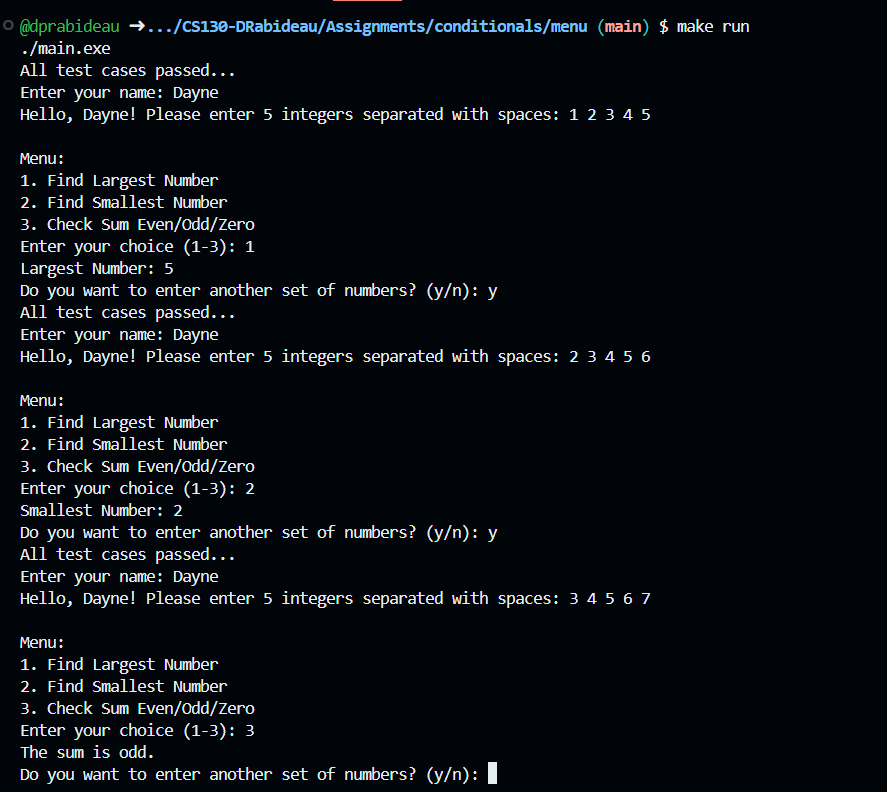 @dprabideau ➜.../CS130-DRabideau/Assignments/conditionals/menu (main) $ make run
./main.exe
All test cases passed...
Enter your name: Dayne
Hello, Dayne! Please enter 5 integers separated with spaces: 1 2 3 4 5

Menu:
1. Find Largest Number
2. Find Smallest Number
3. Check Sum Even/Odd/Zero
Enter your choice (1-3): 1
Largest Number: 5
Do you want to enter another set of numbers? (y/n): y
All test cases passed...
Enter your name: Dayne
Hello, Dayne! Please enter 5 integers separated with spaces: 2 3 4 5 6

Menu:
1. Find Largest Number
2. Find Smallest Number
3. Check Sum Even/Odd/Zero
Enter your choice (1-3): 2
Smallest Number: 2
Do you want to enter another set of numbers? (y/n): y
All test cases passed...
Enter your name: Dayne
Hello, Dayne! Please enter 5 integers separated with spaces: 3 4 5 6 7

Menu:
1. Find Largest Number
2. Find Smallest Number
3. Check Sum Even/Odd/Zero
Enter your choice (1-3): 3
The sum is odd.
Do you want to enter another set of numbers? (y/n):